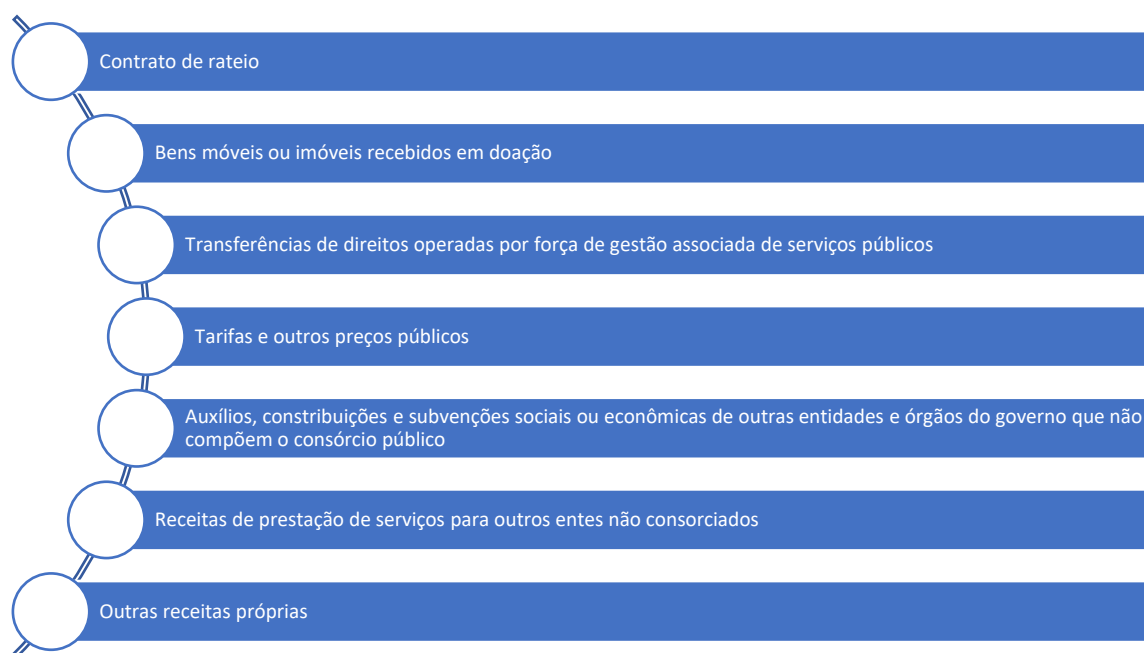 Contrato de rateio
Bens móveis ou imóveis recebidos em doação
Transferências de direitos operadas por força de gestão associada de serviços públicos
Tarifas e outros preços públicos
Auxílios, constribuições e subvenções sociais ou econômicas de outras entidades e órgãos do governo que não
compõem o consórcio público
Receitas de prestação de serviços para outros entes não consorciados
Outras receitas próprias